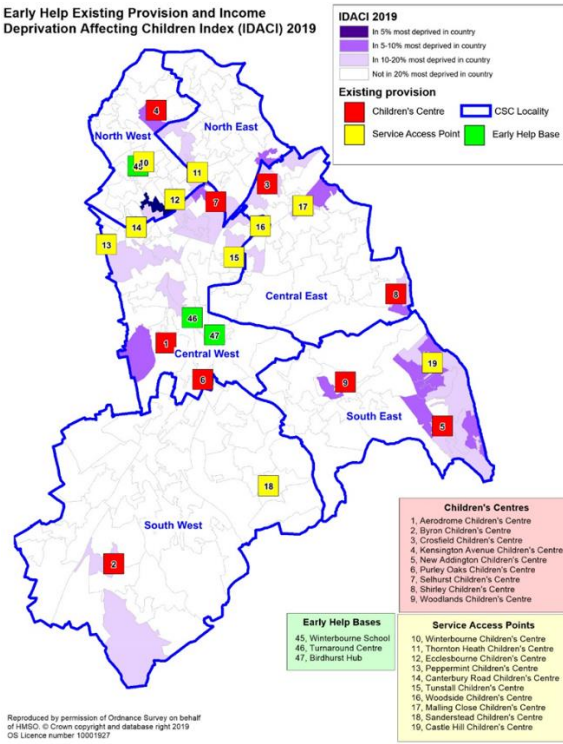 Early Help Existing Provision and Income
Deprivation Affecting Children Index (IDACI) 2019
IDACI 2019
In 5% most deprived in country
In 5-10% most deprived in country
In 10-20% most deprived in country
Not in 20% most deprived in country
Existing provision
Children's Centre
CSC Locality
Service Access Point
Early Help Base
4
North West
North East
45
10
11
3
12
7
17
14
16
13
15
Central East
8
46
47
1
Central West
6
19
9
South East
5
18
South West
2
Children's Centres
1, Aerodrome Children's Centre
2, Byron Children's Centre
3, Crosfield Children's Centre
4, Kensington Avenue Children's Centre
5, New Addington Children's Centre
6, Purley Oaks Children's Centre
7, Selhurst Children's Centre
8, Shirley Children's Centre
9, Woodlands Children's Centre
Early Help Bases
45, Winterbourne School
46, Turnaround Centre
47, Birdhurst Hub
Service Access Points
10, Winterbourne Children's Centre
11, Thornton Heath Children's Centre
12, Ecclesbourne Children's Centre
13, Peppermint Children's Centre
14, Canterbury Road Children's Centre
15, Tunstall Children's Centre
16, Woodside Children's Centre
17, Malling Close Children's Centre
18, Sanderstead Children's Centre
19, Castle Hill Children's Centre
Reproduced by permission of Ordnance Survey on behalf
of HMSO. © Crown copyright and database right 2019
OS Licence number 10001927